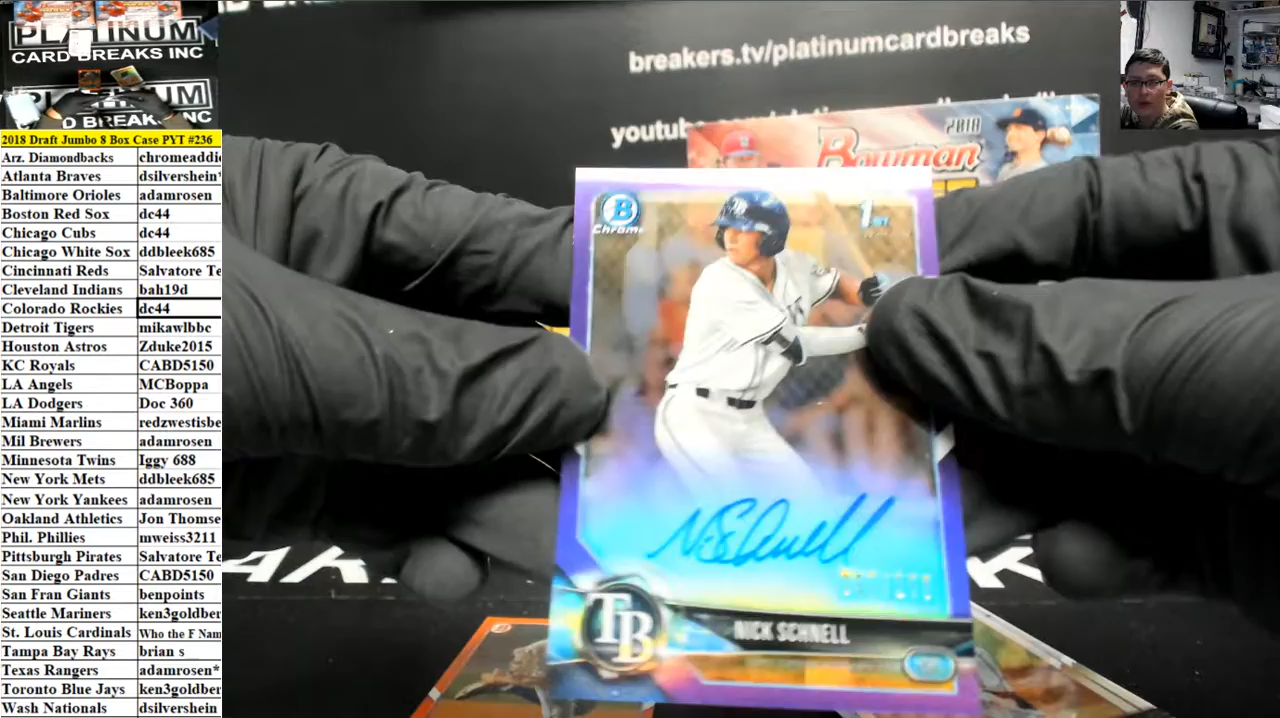 PLATINUM
CARD BREAKS INC
breakers.tv/platinumcardbreaks
2018 Draft Jumbo 8 Box Case PYT #236
Arz. Diamondbacks chromeaddi
Atlanta Braves dsilvershein*
Baltimore Orioles adamrosen
Boston Red Sox dc44
Chicago Cubs dc44
Chicago White Sox ddbleek685
Cincinnati Reds Salvatore Te
Cleveland Indians bah19d
Colorado Rockies dc44
Detroit Tigers mikawlbbc
Houston Astros Zduke2015
KC Royals CABD5150
LA Angels MCBoppa
LA Dodgers Doc 360
Miami Marlins redzwestisbe
Mil Brewers adamrosen
Minnesota Twins Iggy 688
New York Mets ddbleek685
New York Yankees adamrosen
Oakland Athletics Jon Thomse
Phil. Phillies mweiss3211
Pittsburgh Pirates Salvatore Te
San Diego Padres CABD5150
San Fran Giants benpoints
Seattle Mariners ken3goldber
St. Louis Cardinals Who the F Nam
Tampa Bay Rays brian s
Texas Rangers adamrosen*
Toronto Blue Jays ken3goldber
Wash Nationals dsilvershein
2018
Bowman
B
Chrome
1st
N Schnell
TB
NICK SCHNELL